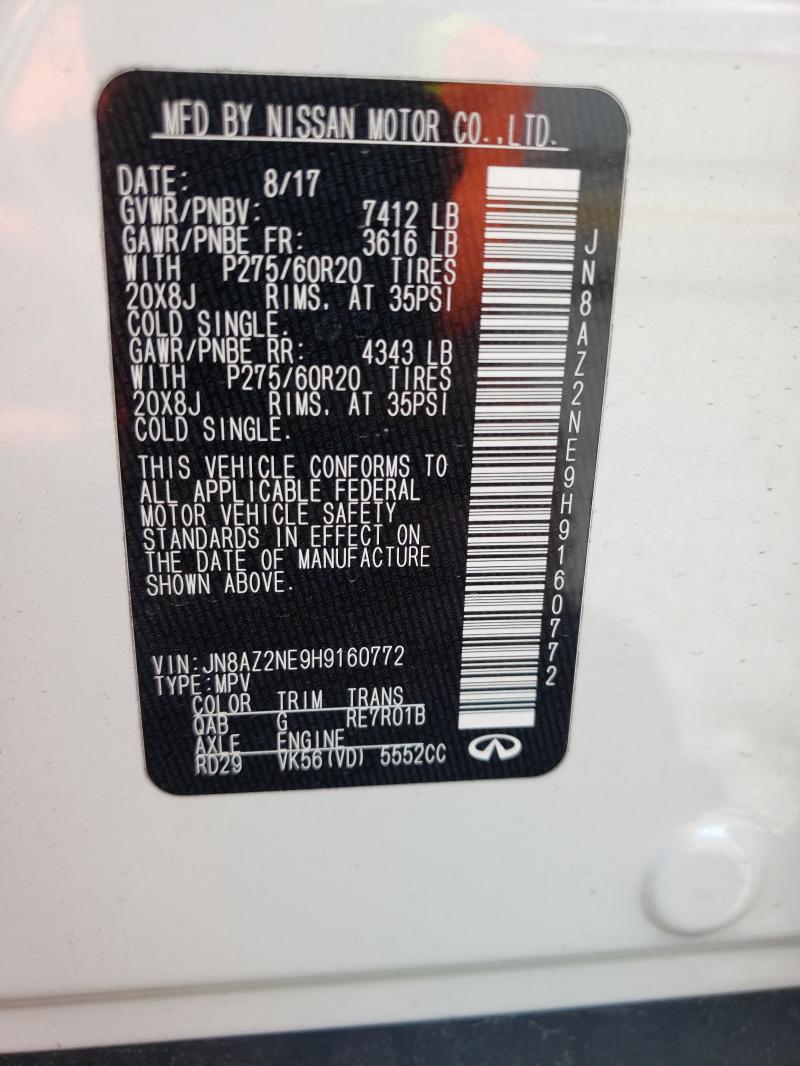 MFD BY NISSAN MOTOR CO.,LTD.
DATE: 8/17
GVWR/PNBV: 7412 LB
GAWR/PNBE FR: 3616 LB
WITH P275/60R20 TIRES
20X8J RIMS. AT 35PSI
COLD SINGLE.
GAWR/PNBE RR: 4343 LB
WITH P275/60R20 TIRES
20X8J RIMS. AT 35PSI
COLD SINGLE.
THIS VEHICLE CONFORMS TO
ALL APPLICABLE FEDERAL
MOTOR VEHICLE SAFETY
STANDARDS IN EFFECT ON
THE DATE OF MANUFACTURE
SHOWN ABOVE.
VIN:JN8AZ2NE9H9160772
TYPE:MPV
COLOR TRIM TRANS
QAB G RE7R01B
AXLE ENGINE
RD29 VK56(VD) 5552CC
JN8AZ2NE9H9160772